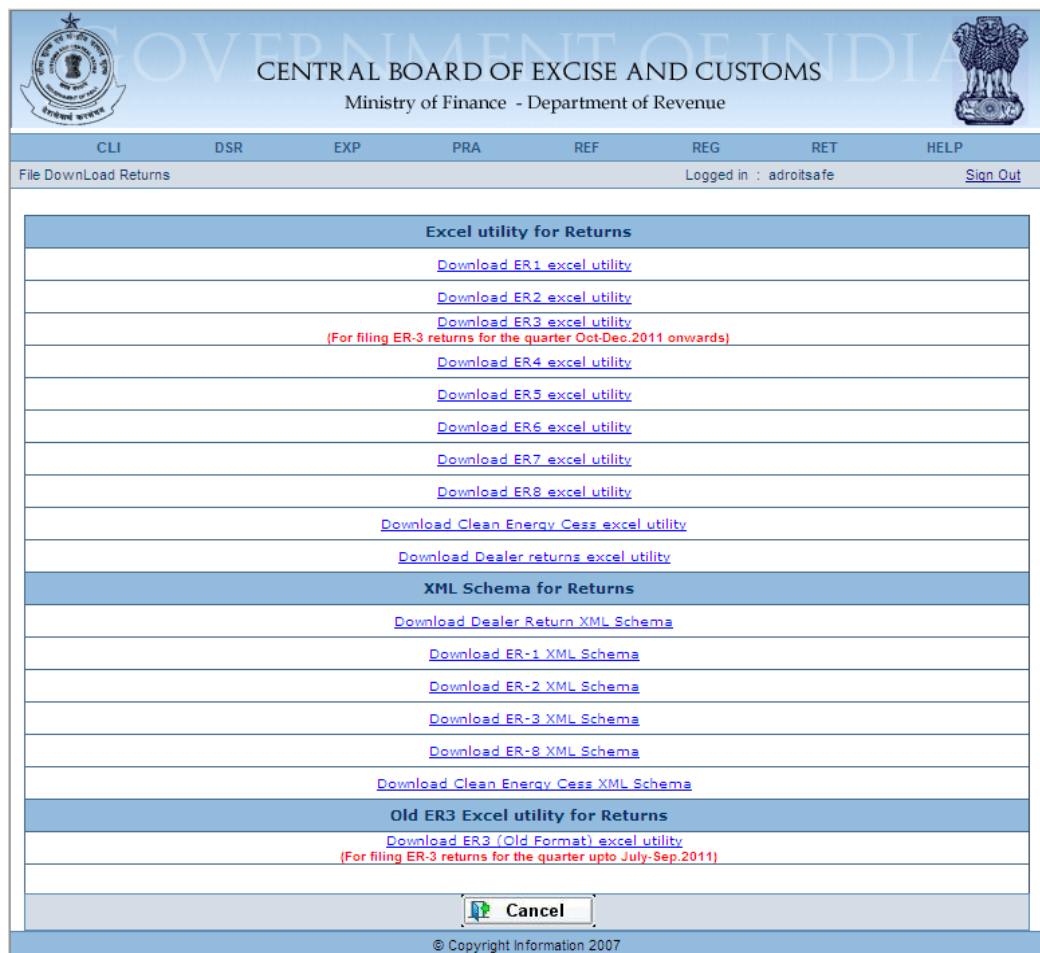 GOVERNMENT OF INDIA
CENTRAL BOARD OF EXCISE AND CUSTOMS
Ministry of Finance - Department of Revenue
CLI DSR EXP PRA REF REG RET HELP
File DownLoad Returns Logged in : adroitsafe Sign Out
Excel utility for Returns
Download ER1 excel utility
Download ER2 excel utility
Download ER3 excel utility
(For filing ER-3 returns for the quarter Oct-Dec.2011 onwards)
Download ER4 excel utility
Download ER5 excel utility
Download ER6 excel utility
Download ER7 excel utility
Download ER8 excel utility
Download Clean Energy Cess excel utility
Download Dealer returns excel utility
XML Schema for Returns
Download Dealer Return XML Schema
Download ER-1 XML Schema
Download ER-2 XML Schema
Download ER-3 XML Schema
Download ER-8 XML Schema
Download Clean Energy Cess XML Schema
Old ER3 Excel utility for Returns
Download ER3 (Old Format) excel utility
(For filing ER-3 returns for the quarter upto July-Sep.2011)
Cancel
© Copyright Information 2007